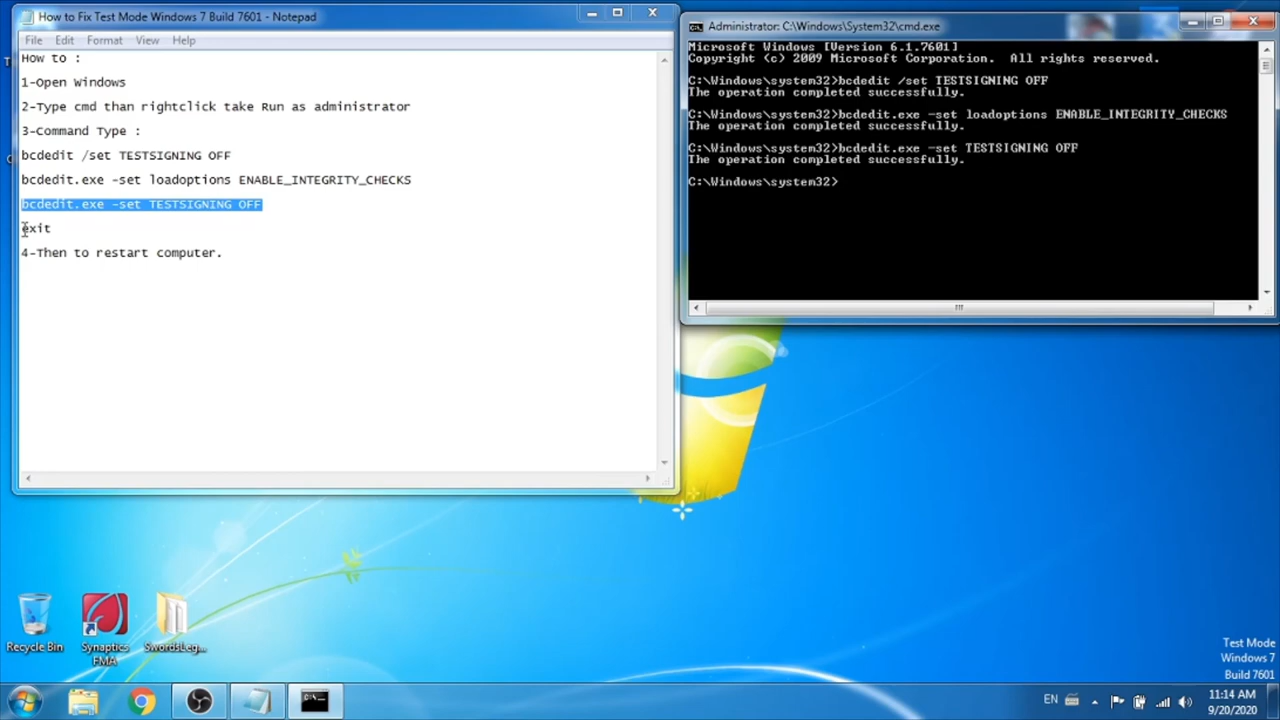 How to Fix Test Mode Windows 7 Build 7601 - Notepad
File Edit Format View Help
How to :
1-Open Windows
2-Type cmd than rightclick take Run as administrator
3-Command Type :
bcdedit /set TESTSIGNING OFF
bcdedit.exe -set loadoptions ENABLE_INTEGRITY_CHECKS
bcdedit.exe -set TESTSIGNING OFF
exit
4-Then to restart computer.
Administrator: C:\Windows\System32\cmd.exe
Microsoft Windows [Version 6.1.7601]
Copyright (c) 2009 Microsoft Corporation. All rights reserved.
C:\Windows\system32>bcdedit /set TESTSIGNING OFF
The operation completed successfully.
C:\Windows\system32>bcdedit.exe -set loadoptions ENABLE_INTEGRITY_CHECKS
The operation completed successfully.
C:\Windows\system32>bcdedit.exe -set TESTSIGNING OFF
The operation completed successfully.
C:\Windows\system32>
Recycle Bin
Synaptics
FMA
SwordsLeg...
Test Mode
Windows 7
Build 7601
EN
11:14 AM
9/20/2020